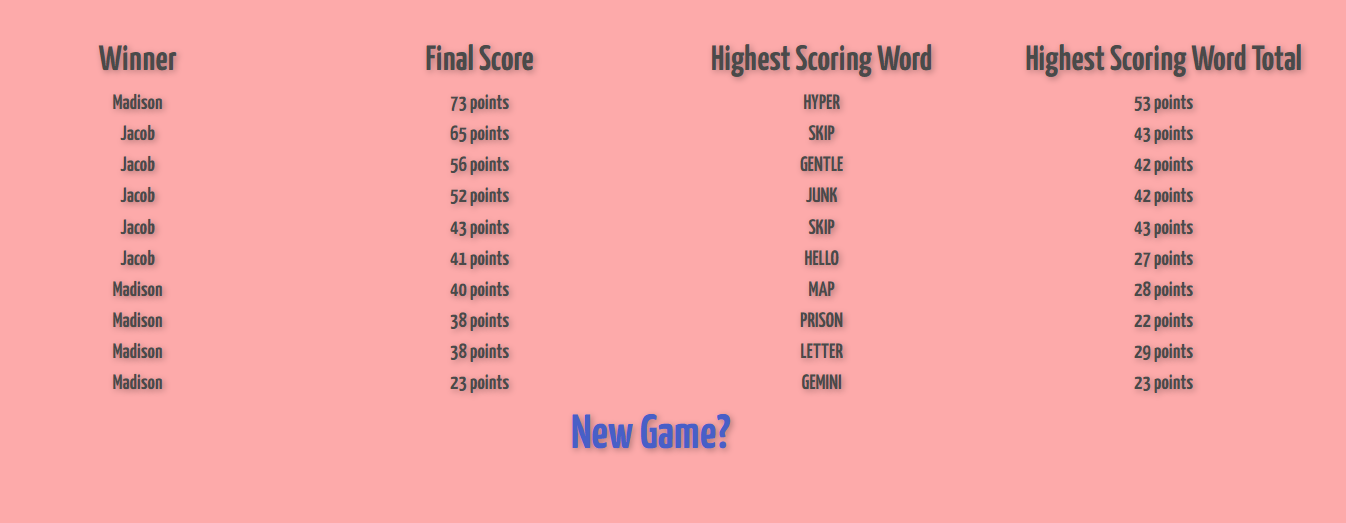 Winner Final Score Highest Scoring Word Highest Scoring Word Total
Madison 73 points HYPER 53 points
Jacob 65 points SKIP 43 points
Jacob 56 points GENTLE 42 points
Jacob 52 points JUNK 42 points
Jacob 43 points SKIP 43 points
Jacob 41 points HELLO 27 points
Madison 40 points MAP 28 points
Madison 38 points PRISON 22 points
Madison 38 points LETTER 29 points
Madison 23 points GEMINI 23 points
New Game?